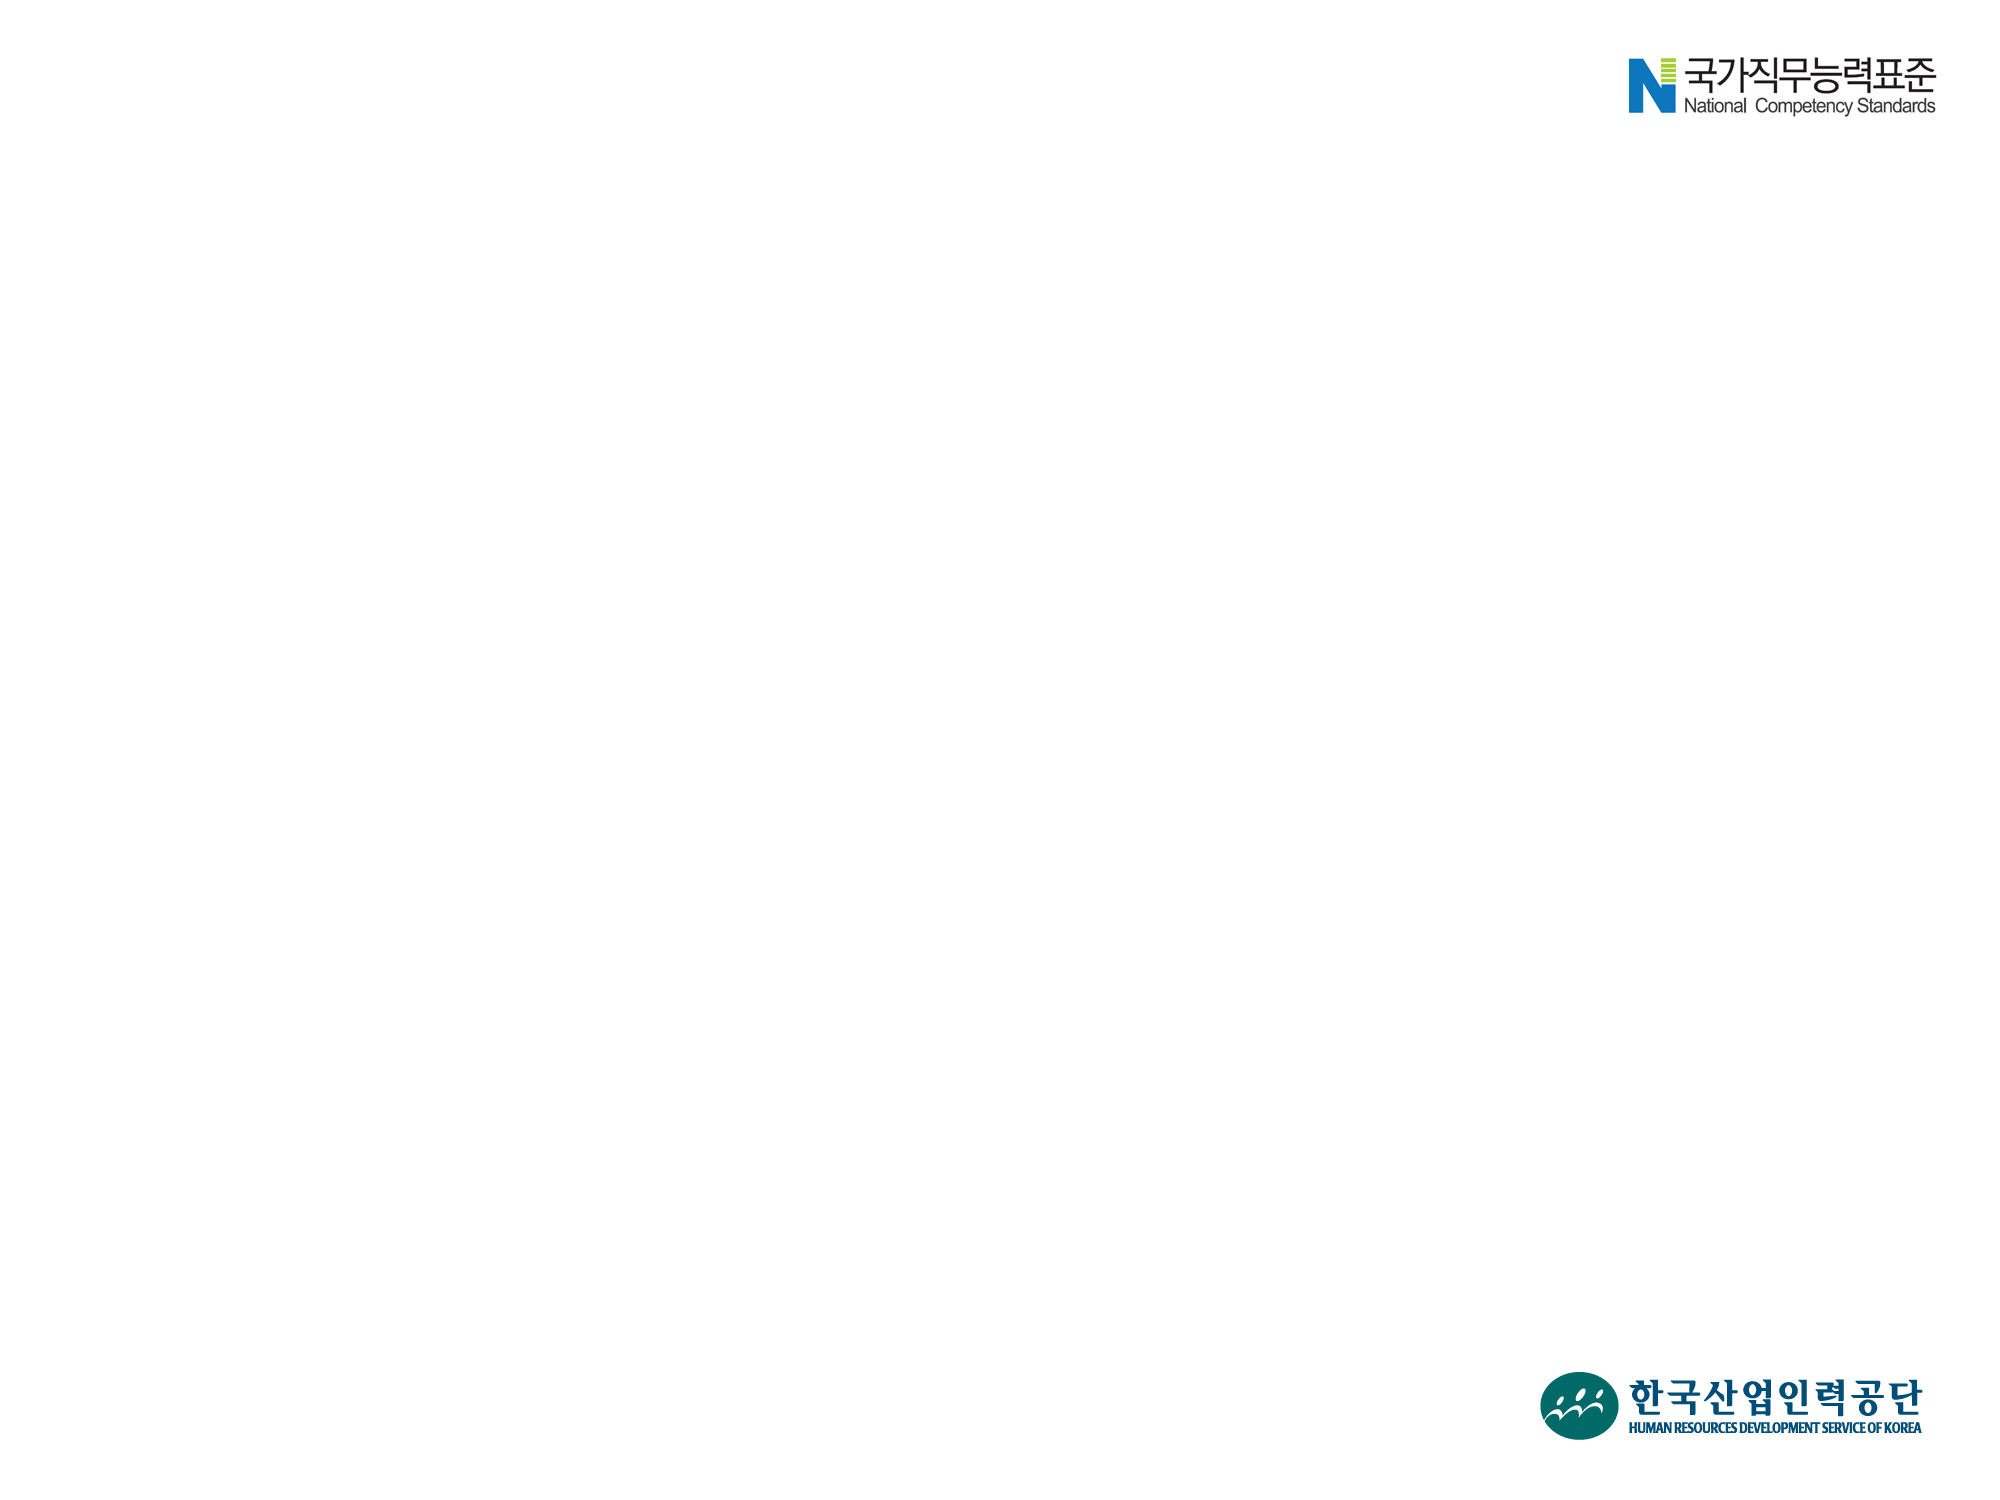 국가직무능력표준
National Competency Standards
한국산업인력공단
HUMAN RESOURCES DEVELOPMENT SERVICE OF KOREA